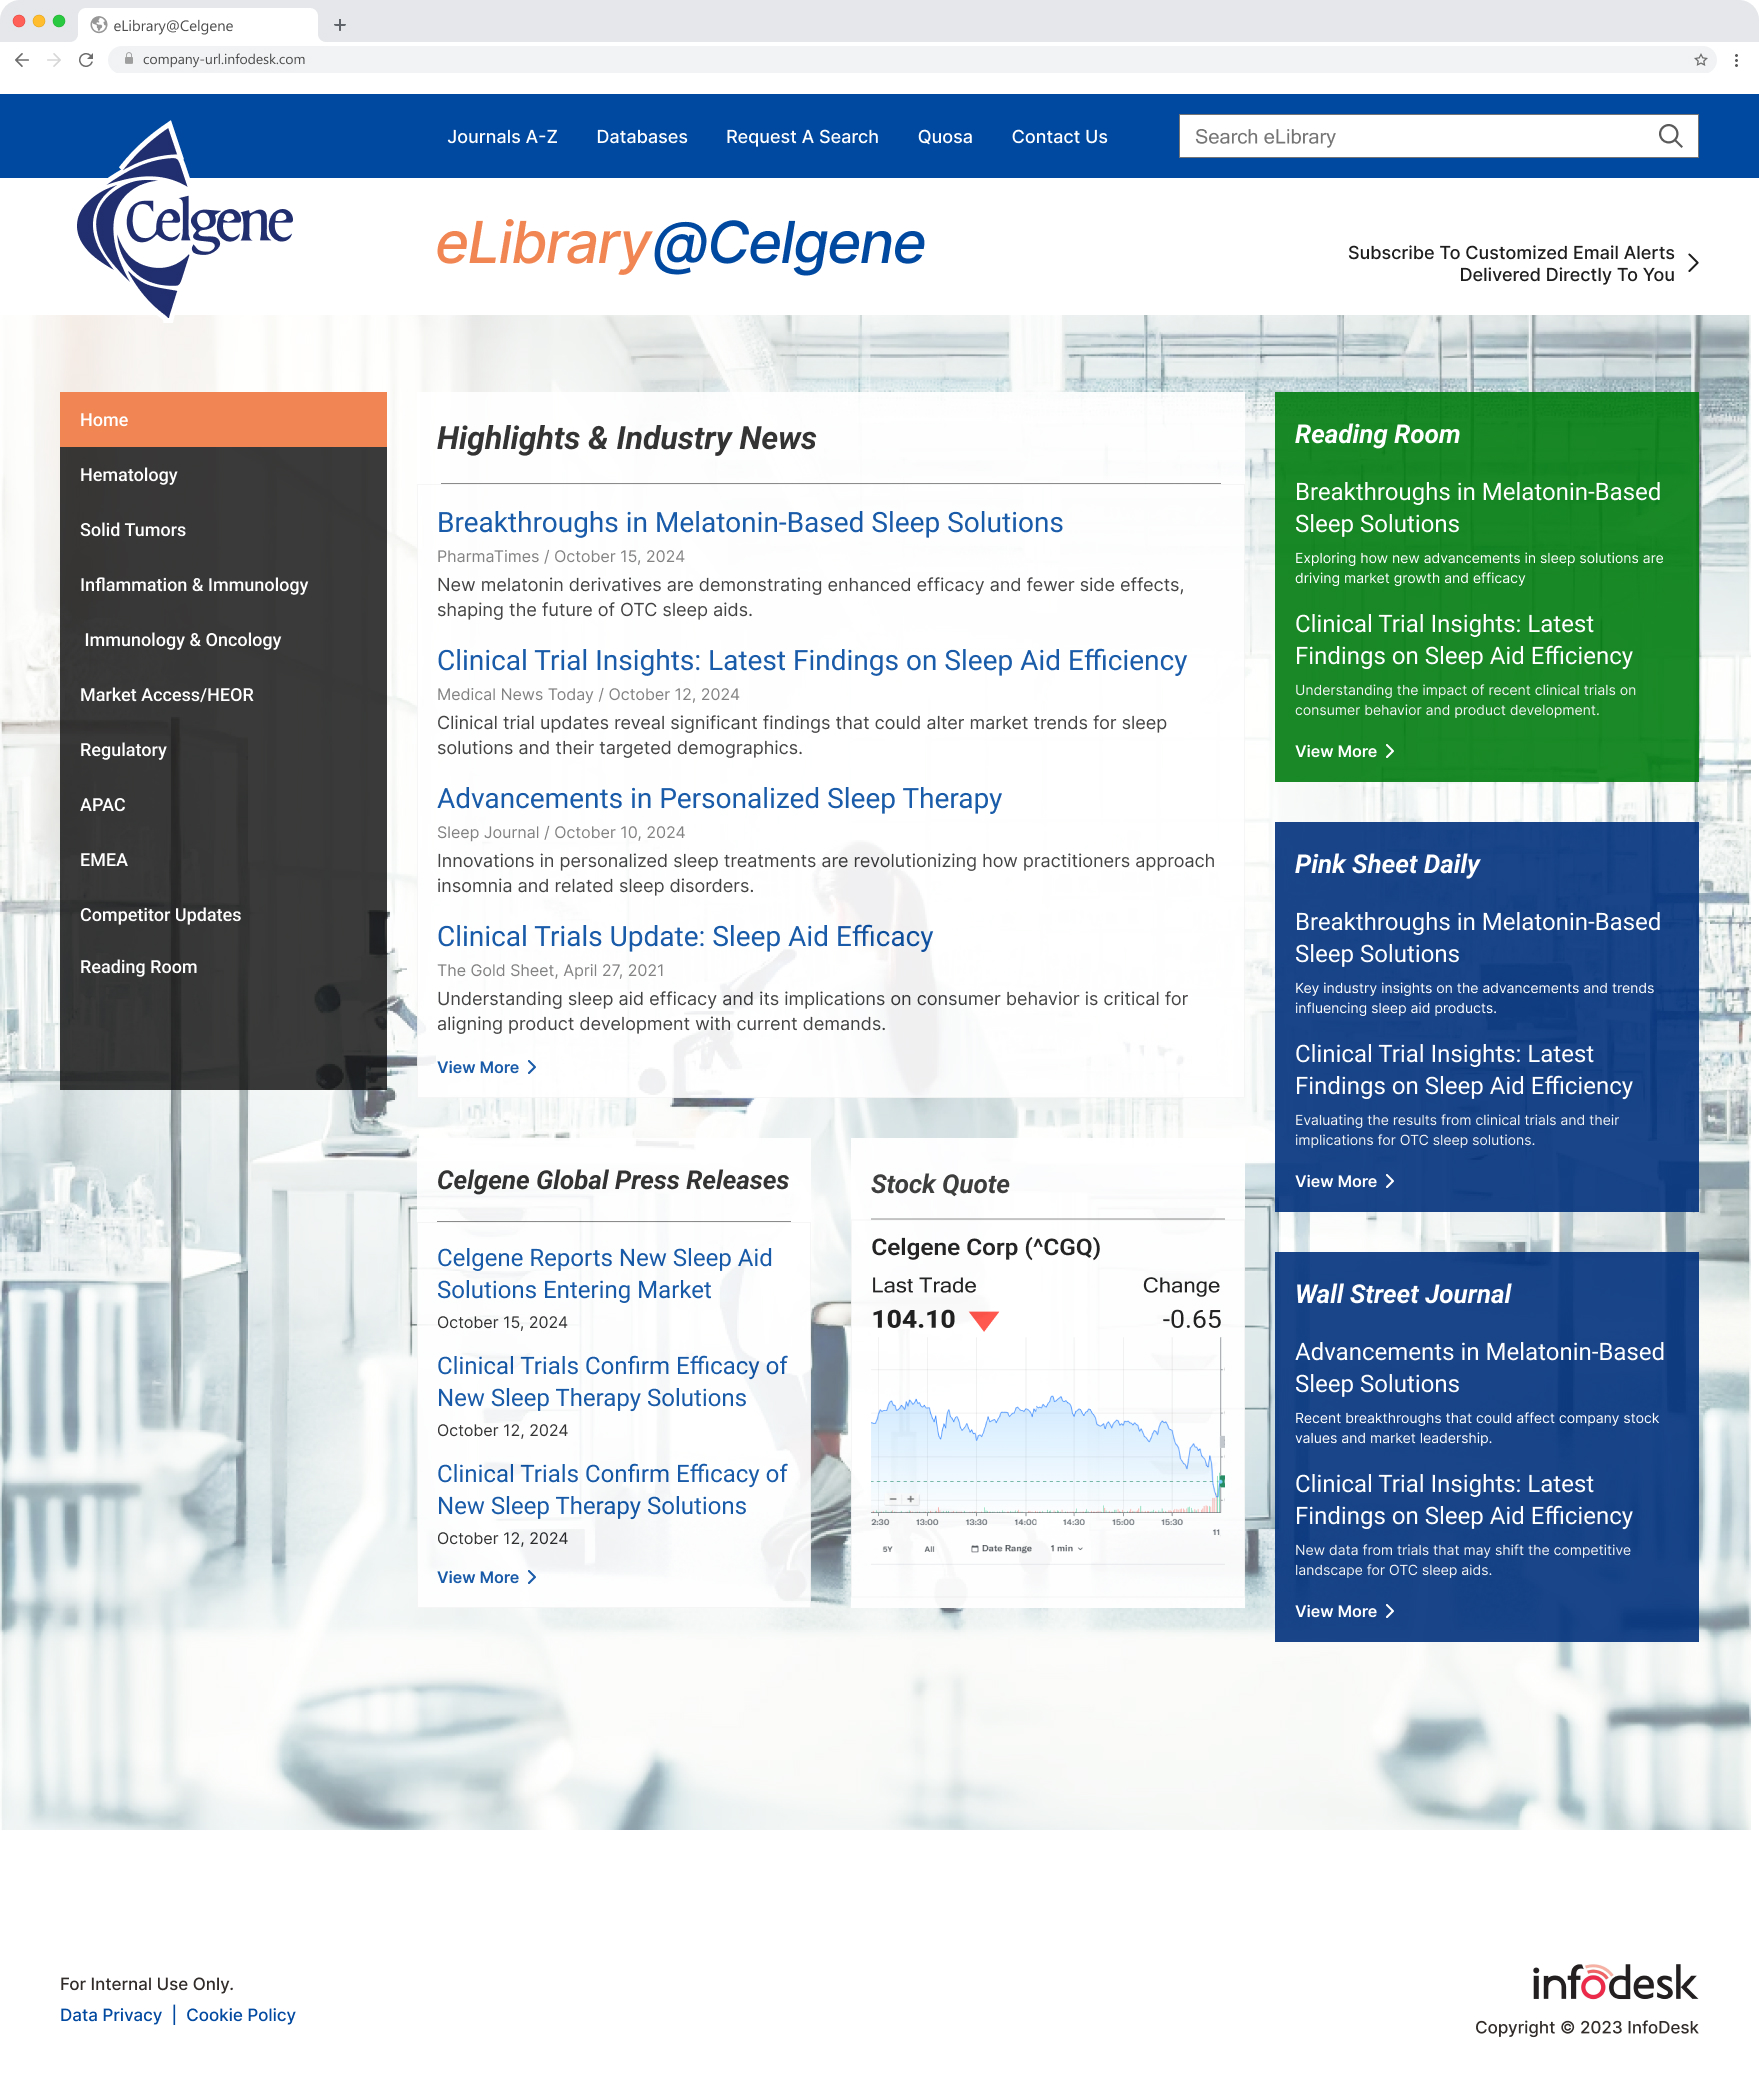 eLibrary@Celgene
company-url.infodesk.com
Journals A-Z
Databases
Request A Search
Quosa
Contact Us
Search eLibrary
Celgene
eLibrary@Celgene
Subscribe To Customized Email Alerts
Delivered Directly To You
Home
Hematology
Solid Tumors
Inflammation & Immunology
Immunology & Oncology
Market Access/HEOR
Regulatory
APAC
EMEA
Competitor Updates
Reading Room
Highlights & Industry News
Breakthroughs in Melatonin-Based Sleep Solutions
PharmaTimes / October 15, 2024
New melatonin derivatives are demonstrating enhanced efficacy and fewer side effects,
shaping the future of OTC sleep aids.
Clinical Trial Insights: Latest Findings on Sleep Aid Efficiency
Medical News Today / October 12, 2024
Clinical trial updates reveal significant findings that could alter market trends for sleep
solutions and their targeted demographics.
Advancements in Personalized Sleep Therapy
Sleep Journal / October 10, 2024
Innovations in personalized sleep treatments are revolutionizing how practitioners approach
insomnia and related sleep disorders.
Clinical Trials Update: Sleep Aid Efficacy
The Gold Sheet, April 27, 2021
Understanding sleep aid efficacy and its implications on consumer behavior is critical for
aligning product development with current demands.
View More
Celgene Global Press Releases
Celgene Reports New Sleep Aid
Solutions Entering Market
October 15, 2024
Clinical Trials Confirm Efficacy of
New Sleep Therapy Solutions
October 12, 2024
Clinical Trials Confirm Efficacy of
New Sleep Therapy Solutions
October 12, 2024
View More
Stock Quote
Celgene Corp (^CGQ)
Last Trade Change
104.10 -0.65
2:30 13:00 13:30 14:00 14:30 15:00 15:30
11
5Y All Date Range 1 min
Reading Room
Breakthroughs in Melatonin-Based
Sleep Solutions
Exploring how new advancements in sleep solutions are
driving market growth and efficacy
Clinical Trial Insights: Latest
Findings on Sleep Aid Efficiency
Understanding the impact of recent clinical trials on
consumer behavior and product development.
View More
Pink Sheet Daily
Breakthroughs in Melatonin-Based
Sleep Solutions
Key industry insights on the advancements and trends
influencing sleep aid products.
Clinical Trial Insights: Latest
Findings on Sleep Aid Efficiency
Evaluating the results from clinical trials and their
implications for OTC sleep solutions.
View More
Wall Street Journal
Advancements in Melatonin-Based
Sleep Solutions
Recent breakthroughs that could affect company stock
values and market leadership.
Clinical Trial Insights: Latest
Findings on Sleep Aid Efficiency
New data from trials that may shift the competitive
landscape for OTC sleep aids.
View More
For Internal Use Only.
Data Privacy | Cookie Policy
infodesk
Copyright © 2023 InfoDesk